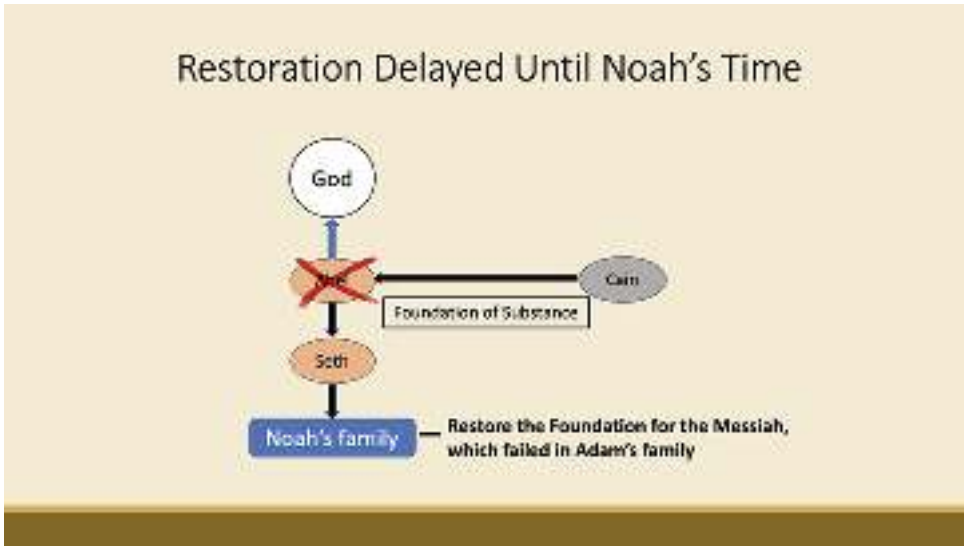 Restoration Delayed Until Noah's Time
God
Cain
Foundation of Substance
Seth
Noah's family
Restore the Foundation for the Messiah,
which failed in Adam's family